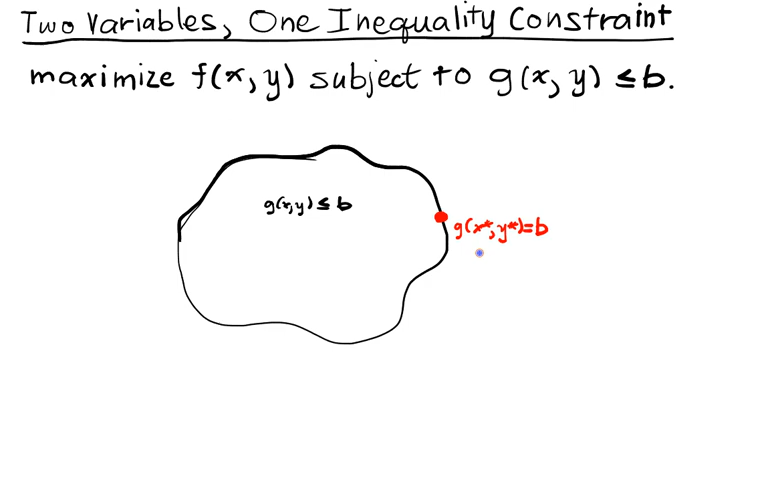 Two Variables, One Inequality Constraint
maximize f(x, y) subject to g(x, y) ≤ b.
g(x, y) ≤ b
g(x*, y*) = b